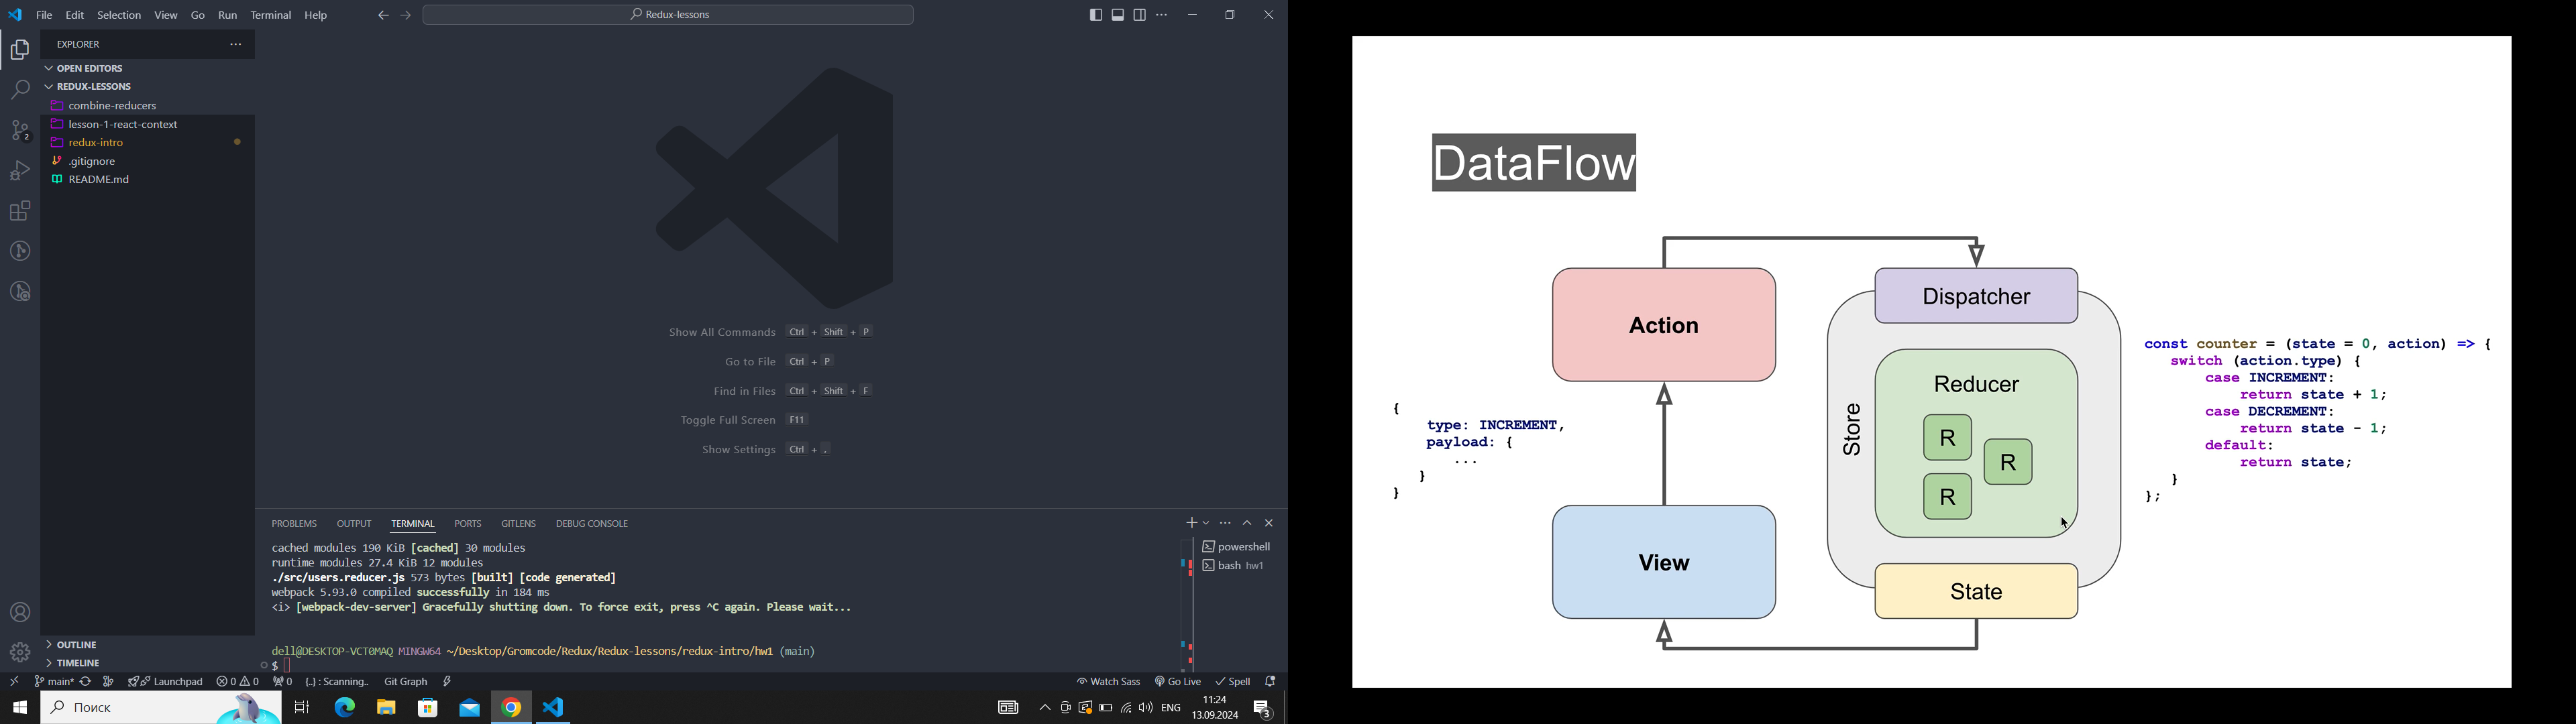 File Edit Selection View Go Run Terminal Help
Redux-lessons
EXPLORER
OPEN EDITORS
REDUX-LESSONS
combine-reducers
lesson-1-react-context
redux-intro
.gitignore
README.md
2
OUTLINE
TIMELINE
Show All Commands Ctrl + Shift + P
Go to File Ctrl + P
Find in Files Ctrl + Shift + F
Toggle Full Screen F11
Show Settings Ctrl + ,
PROBLEMS OUTPUT TERMINAL PORTS GITLENS DEBUG CONSOLE
cached modules 190 KiB [cached] 30 modules
runtime modules 27.4 KiB 12 modules
./src/users.reducer.js 573 bytes [built] [code generated]
webpack 5.93.0 compiled successfully in 184 ms
<i> [webpack-dev-server] Gracefully shutting down. To force exit, press ^C again. Please wait...
dell@DESKTOP-VCT0MAQ MINGW64 ~/Desktop/Gromcode/Redux/Redux-lessons/redux-intro/hw1 (main)
$
powershell
bash hw1
main* Launchpad 0 0 0 {..} : Scanning.. Git Graph
Watch Sass Go Live Spell
Поиск
ENG
11:24
13.09.2024
3
DataFlow
Action
Dispatcher
Store
Reducer
R
R
R
View
State
{
type: INCREMENT,
payload: {
...
}
}
const counter = (state = 0, action) => {
switch (action.type) {
case INCREMENT:
return state + 1;
case DECREMENT:
return state - 1;
default:
return state;
}
};